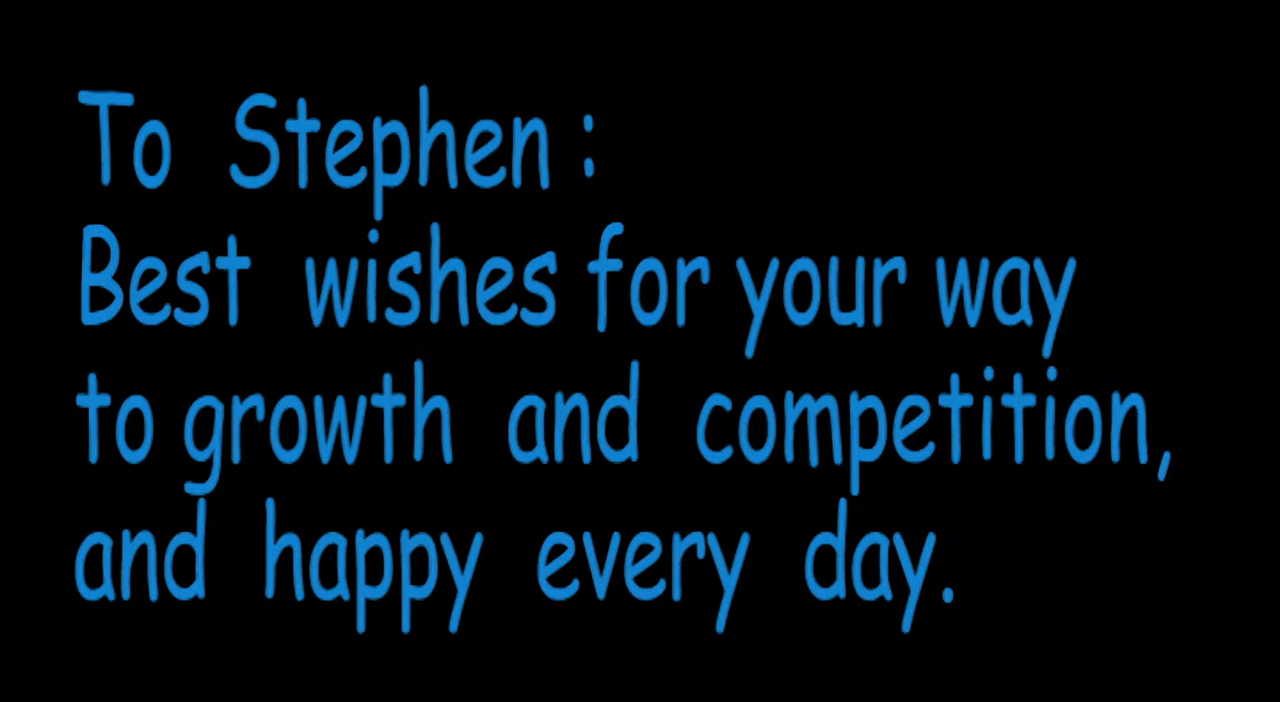 To Stephen :
Best wishes for your way
to growth and competition,
and happy every day.